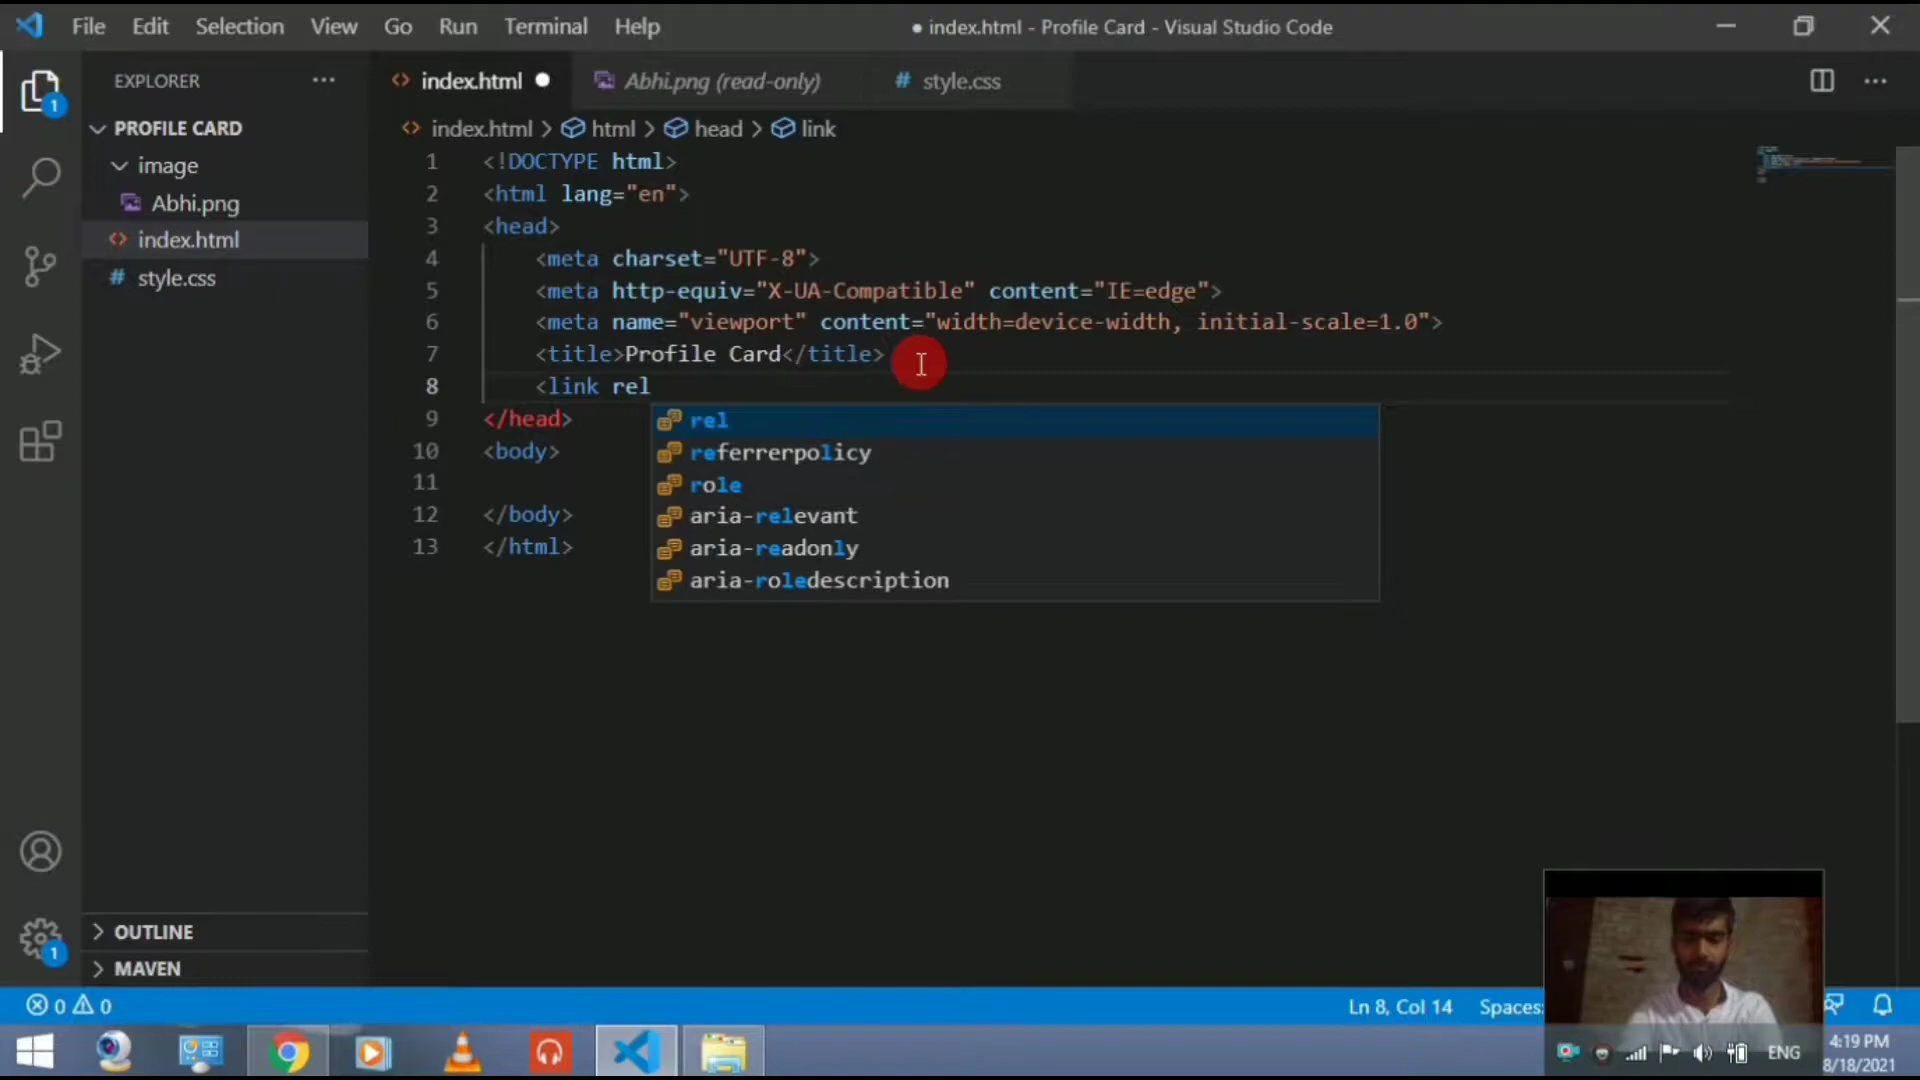 File Edit Selection View Go Run Terminal Help
● index.html - Profile Card - Visual Studio Code
EXPLORER ···
index.html ●
Abhi.png (read-only)
# style.css
PROFILE CARD
image
Abhi.png
index.html
# style.css
index.html > html > head > link
1 <!DOCTYPE html>
2 <html lang="en">
3 <head>
4 <meta charset="UTF-8">
5 <meta http-equiv="X-UA-Compatible" content="IE=edge">
6 <meta name="viewport" content="width=device-width, initial-scale=1.0">
7 <title>Profile Card</title>
8 <link rel
9 </head>
10 <body>
11
12 </body>
13 </html>
rel
referrerpolicy
role
aria-relevant
aria-readonly
aria-roledescription
1
1
OUTLINE
MAVEN
0 0
Ln 8, Col 14
Spaces:
ENG
4:19 PM
8/18/2021